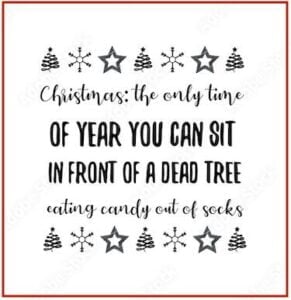 Christmas: the only time
OF YEAR YOU CAN SIT
IN FRONT OF A DEAD TREE
eating candy out of socks